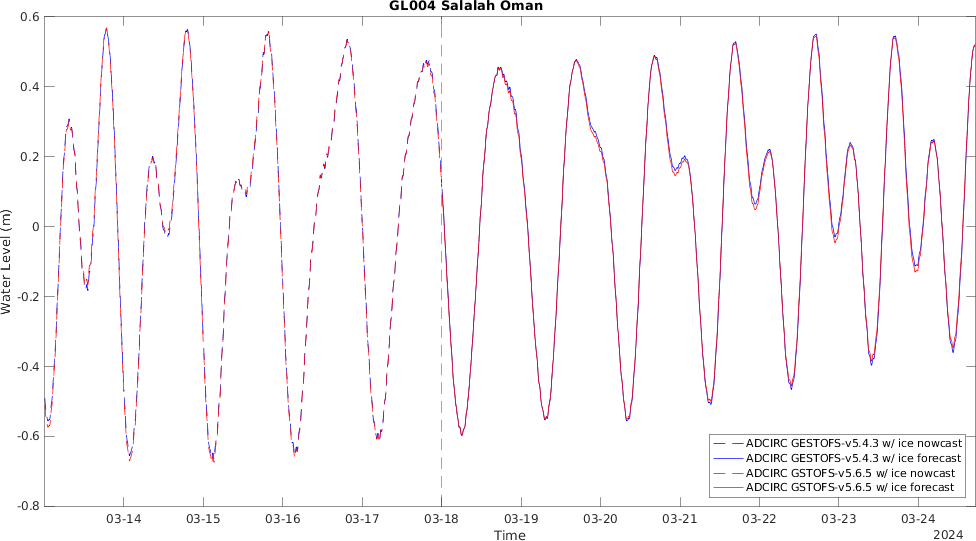 GL004 Salalah Oman
0.6
0.4
0.2
0
-0.2
-0.4
-0.6
-0.8
Water Level (m)
ADCIRC GESTOFS-v5.4.3 w/ ice nowcast
ADCIRC GESTOFS-v5.4.3 w/ ice forecast
ADCIRC GSTOFS-v5.6.5 w/ ice nowcast
ADCIRC GSTOFS-v5.6.5 w/ ice forecast
03-14 03-15 03-16 03-17 03-18 03-19 03-20 03-21 03-22 03-23 03-24
Time
2024